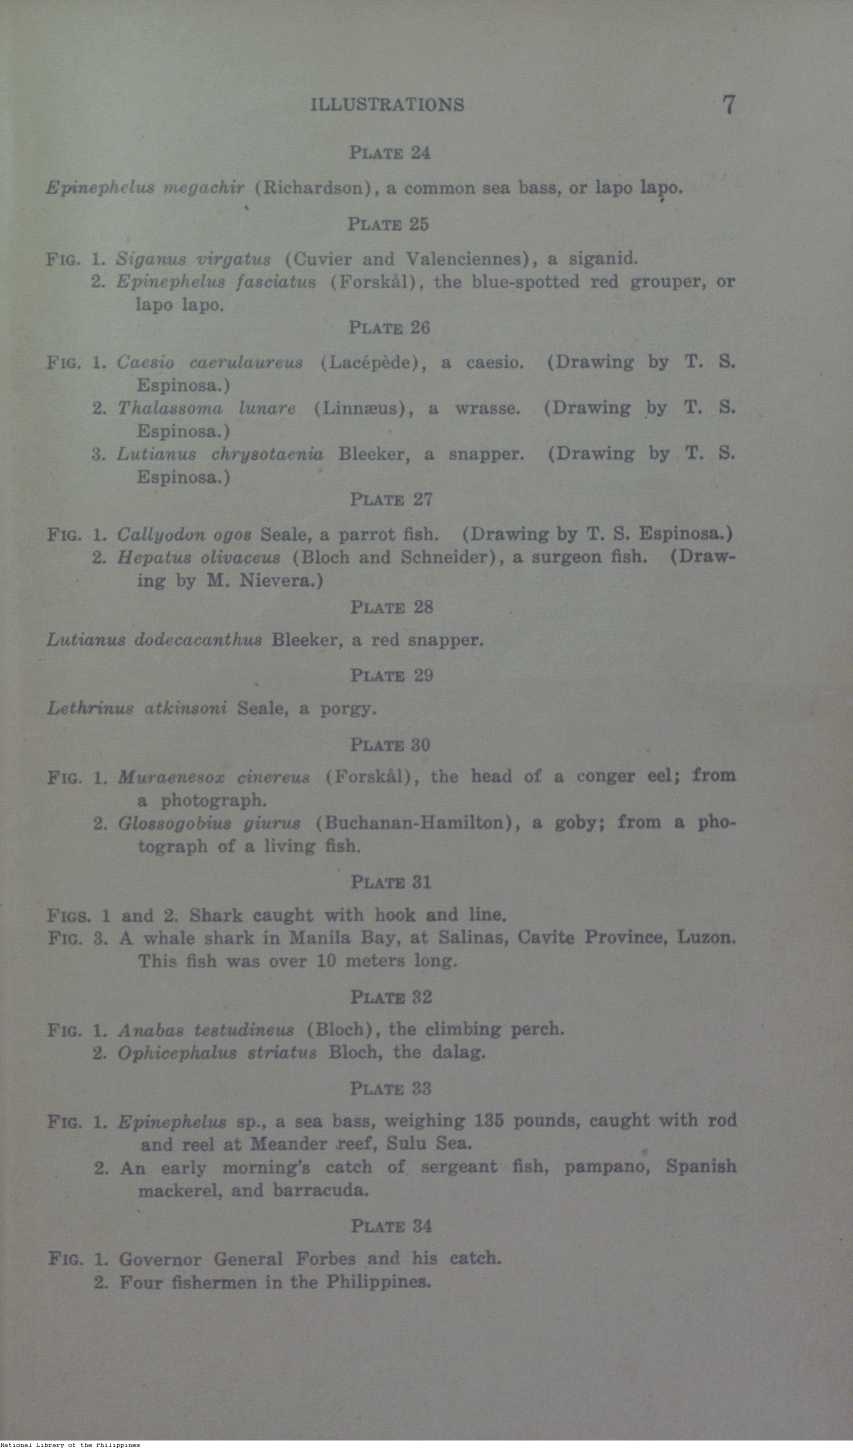 ILLUSTRATIONS 7
PLATE 24
Epinephelus megachir (Richardson), a common sea bass, or lapo lapo.
PLATE 25
FIG. 1. Siganus virgatus (Cuvier and Valenciennes), a siganid.
2. Epinephelus fasciatus (Forskål), the blue-spotted red grouper, or
lapo lapo.
PLATE 26
FIG. 1. Caesio caerulaureus (Lacépède), a caesio. (Drawing by T. S.
Espinosa.)
2. Thalassoma lunare (Linnæus), a wrasse. (Drawing by T. S.
Espinosa.)
3. Lutianus chrysotaenia Bleeker, a snapper. (Drawing by T. S.
Espinosa.)
PLATE 27
FIG. 1. Callyodon ogos Seale, a parrot fish. (Drawing by T. S. Espinosa.)
2. Hepatus olivaceus (Bloch and Schneider), a surgeon fish. (Draw-
ing by M. Nievera.)
PLATE 28
Lutianus dodecacanthus Bleeker, a red snapper.
PLATE 29
Lethrinus atkinsoni Seale, a porgy.
PLATE 30
FIG. 1. Muraenesox cinereus (Forskål), the head of a conger eel; from
a photograph.
2. Glossogobius giurus (Buchanan-Hamilton), a goby; from a pho-
tograph of a living fish.
PLATE 31
FIGS. 1 and 2. Shark caught with hook and line.
FIG. 3. A whale shark in Manila Bay, at Salinas, Cavite Province, Luzon.
This fish was over 10 meters long.
PLATE 32
FIG. 1. Anabas testudineus (Bloch), the climbing perch.
2. Ophicephalus striatus Bloch, the dalag.
PLATE 33
FIG. 1. Epinephelus sp., a sea bass, weighing 135 pounds, caught with rod
and reel at Meander reef, Sulu Sea.
2. An early morning's catch of sergeant fish, pampano, Spanish
mackerel, and barracuda.
PLATE 34
FIG. 1. Governor General Forbes and his catch.
2. Four fishermen in the Philippines.
National Library of the Philippines